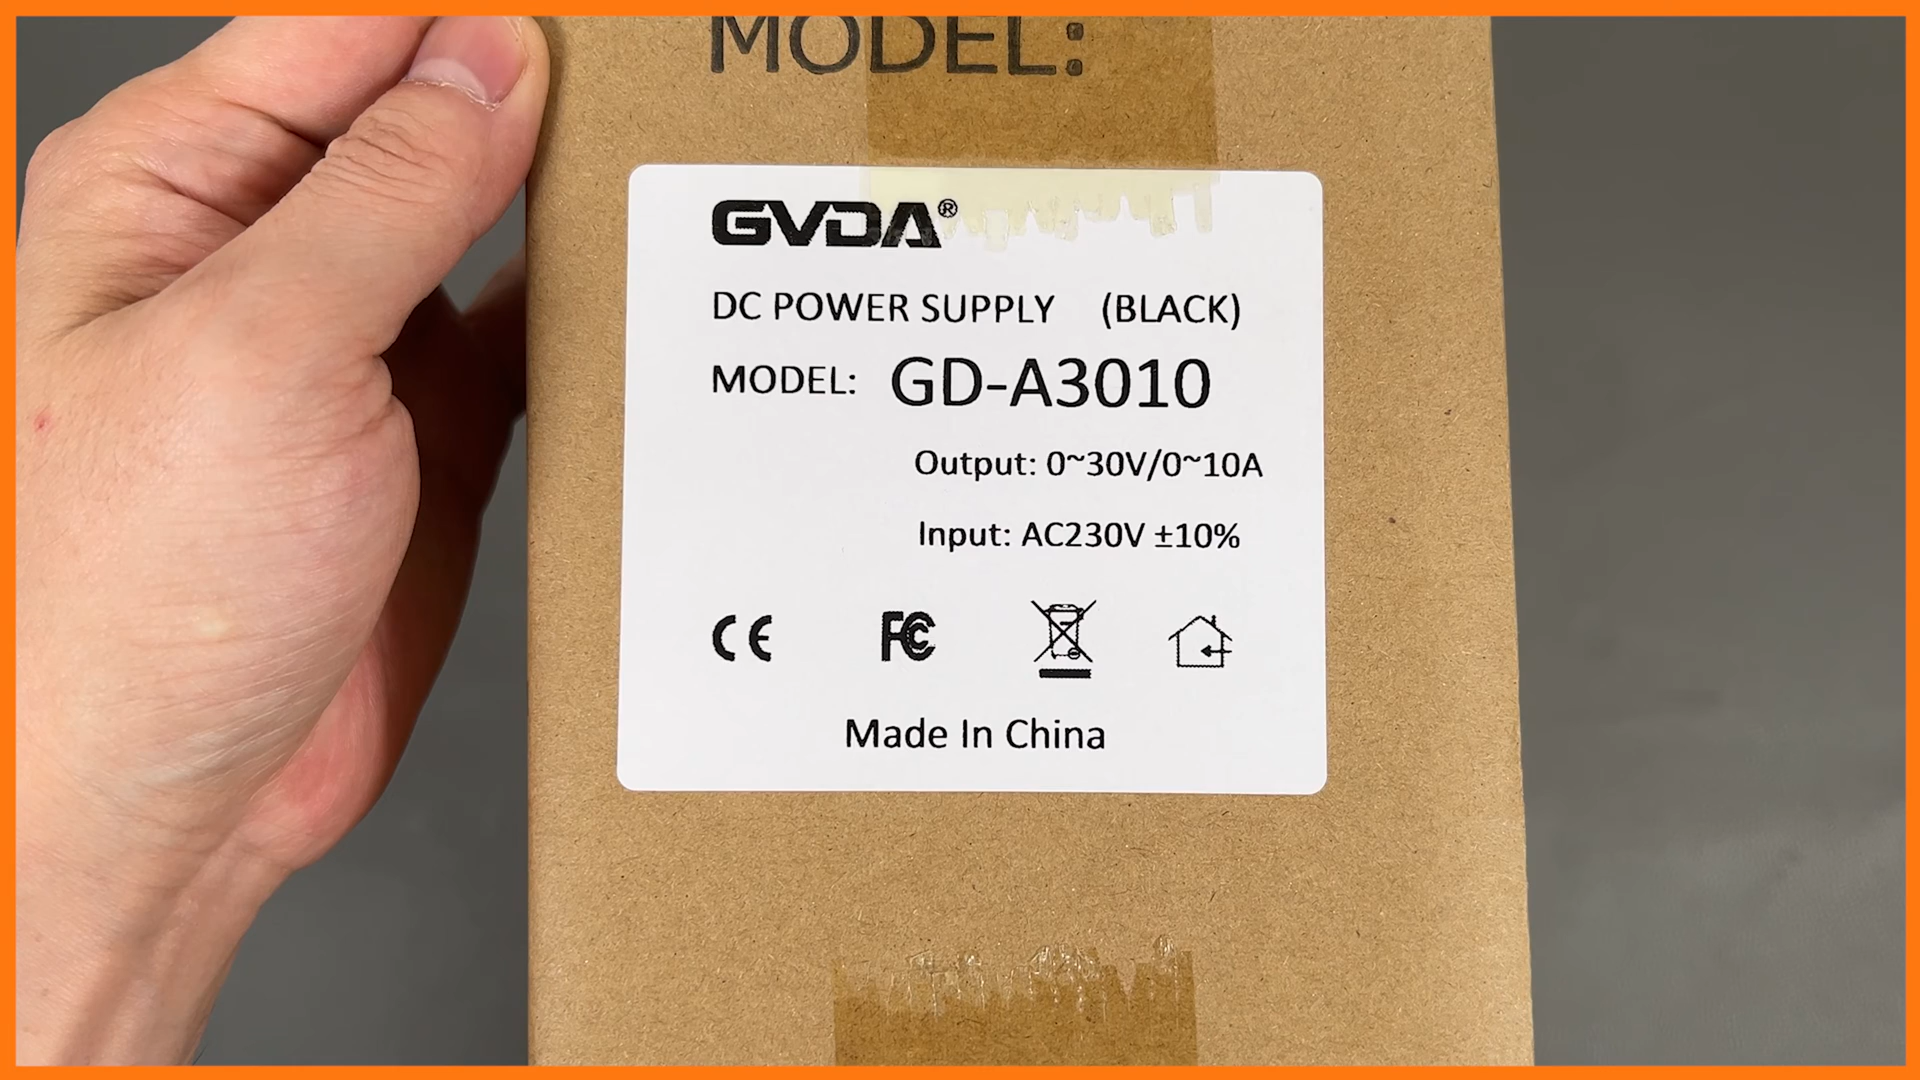 MODEL:
GVDA®
DC POWER SUPPLY (BLACK)
MODEL: GD-A3010
Output: 0~30V/0~10A
Input: AC230V ±10%
CE FC
Made In China